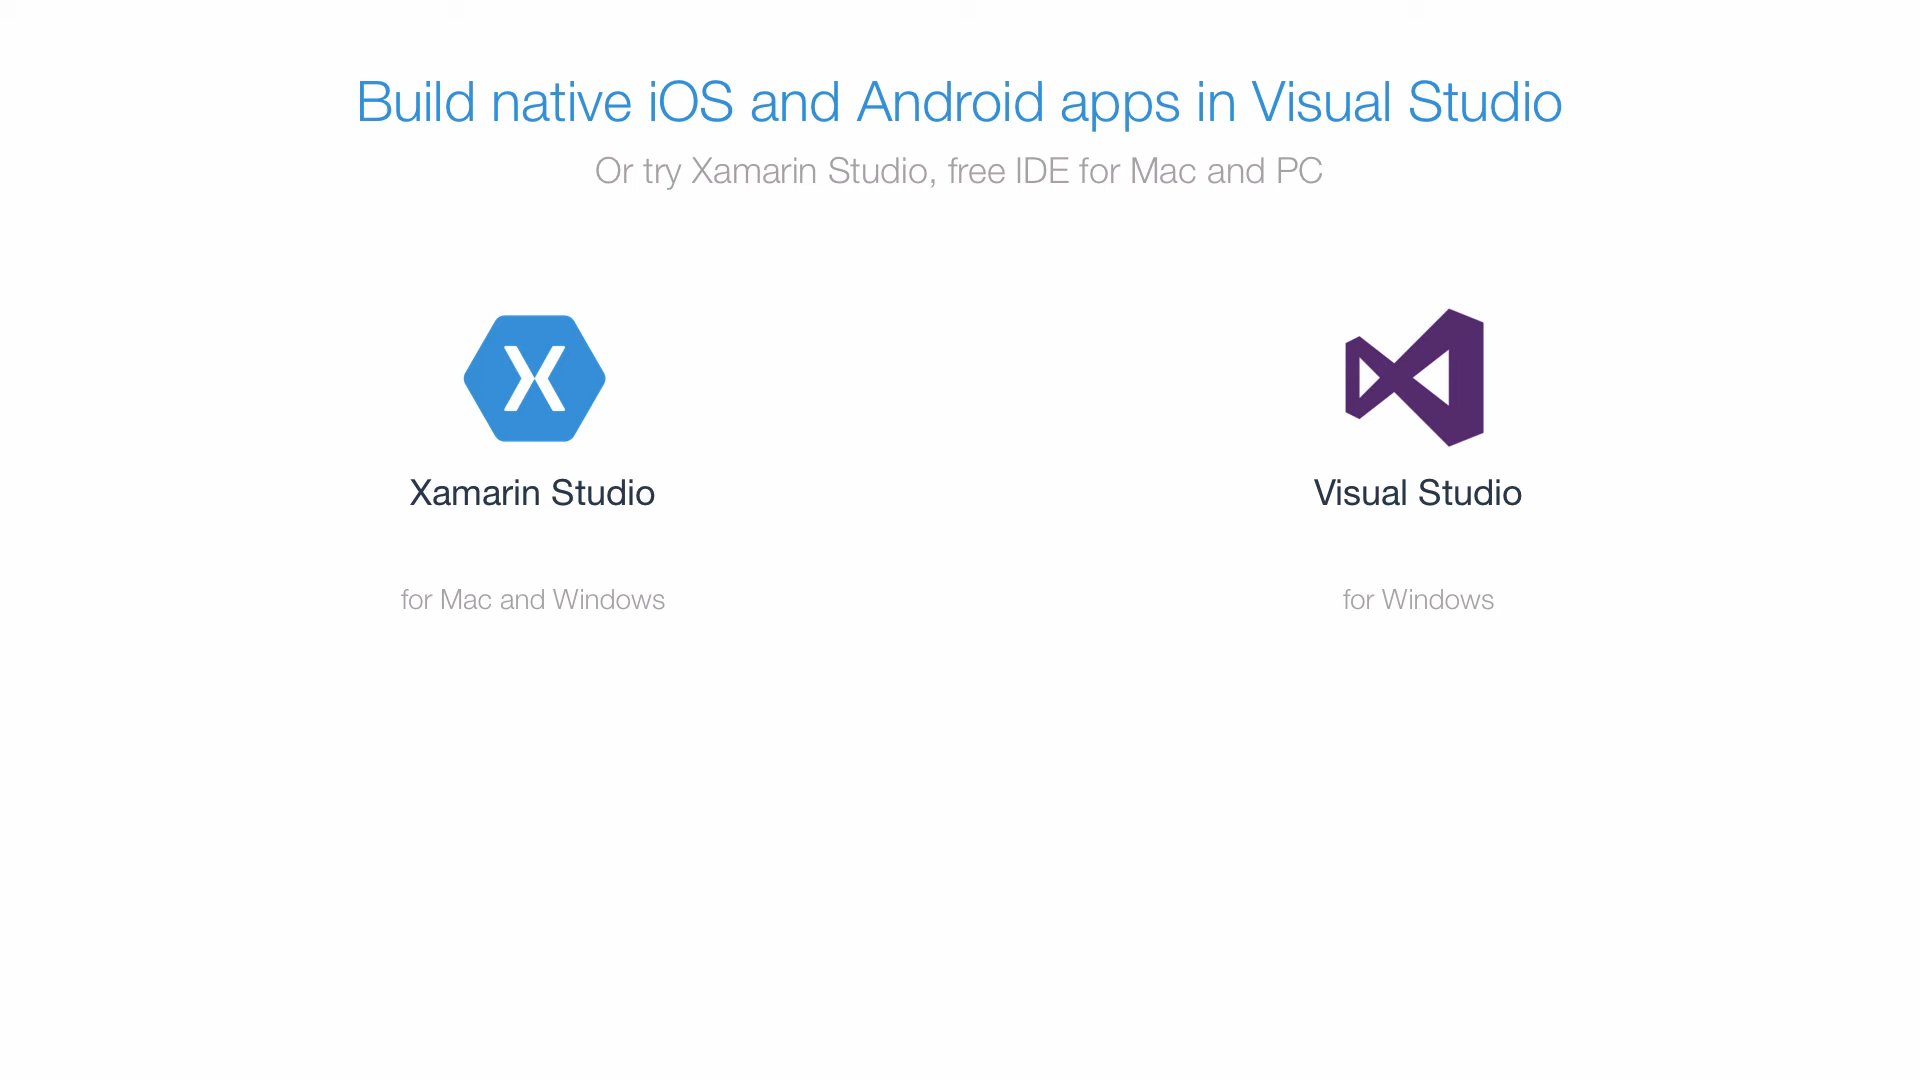 Build native iOS and Android apps in Visual Studio
Or try Xamarin Studio, free IDE for Mac and PC
X
Xamarin Studio
Visual Studio
for Mac and Windows
for Windows